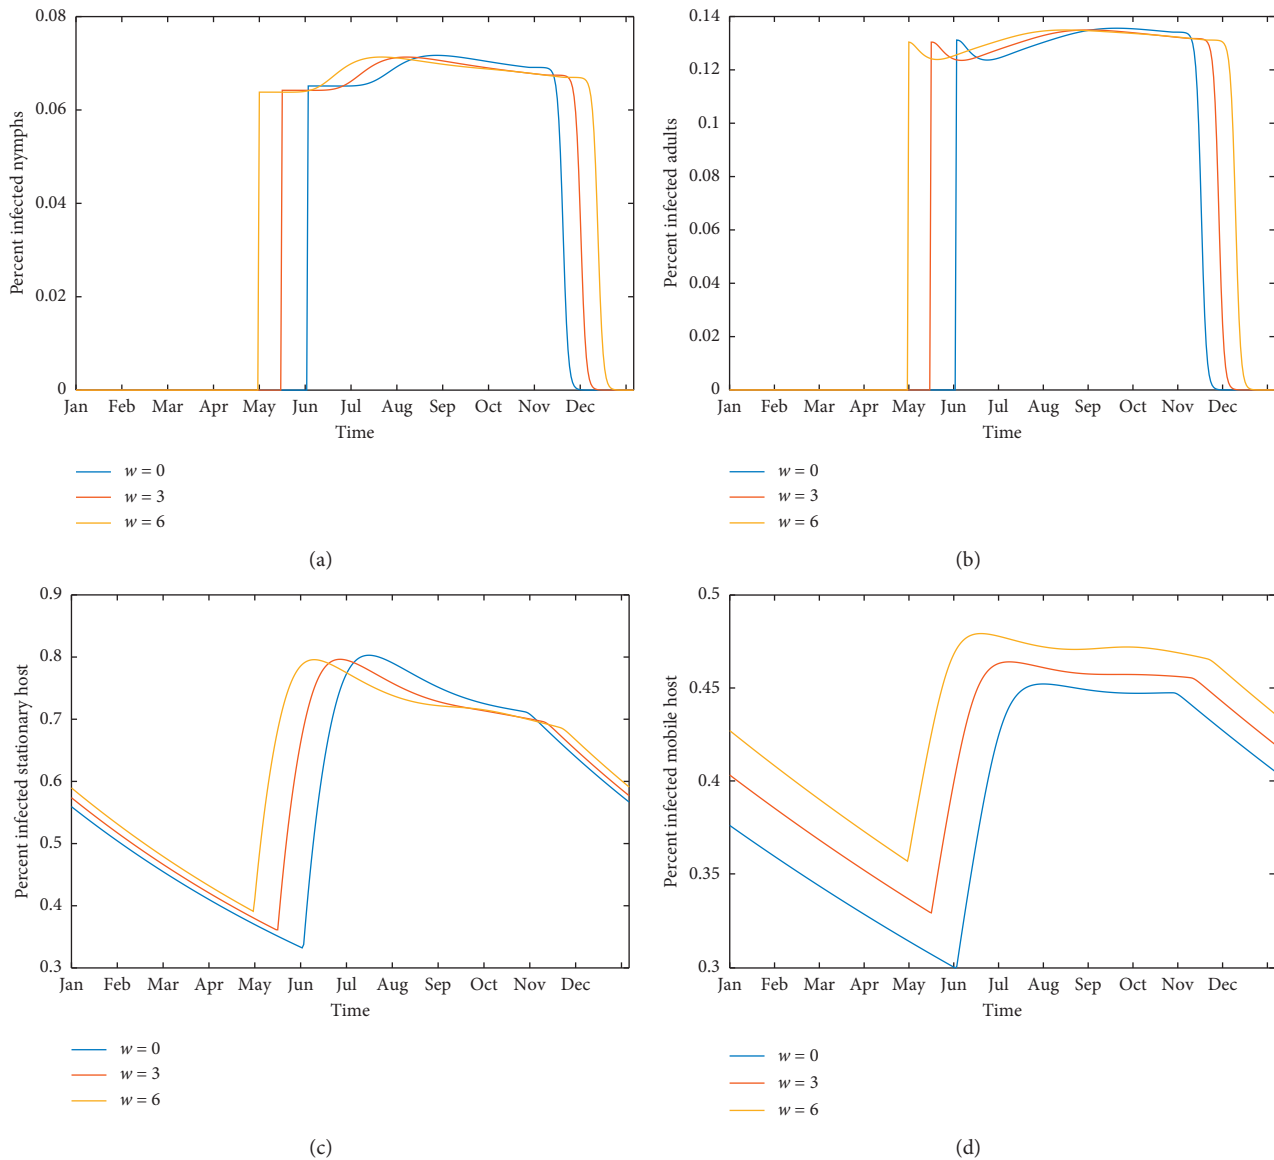 0.08
0.06
0.04
0.02
0
Percent infected nymphs
Jan Feb Mar Apr May Jun Jul Aug Sep Oct Nov Dec
Time
w = 0
w = 3
w = 6
(a)
0.14
0.12
0.1
0.08
0.06
0.04
0.02
0
Percent infected adults
Jan Feb Mar Apr May Jun Jul Aug Sep Oct Nov Dec
Time
w = 0
w = 3
w = 6
(b)
0.9
0.8
0.7
0.6
0.5
0.4
0.3
Percent infected stationary host
Jan Feb Mar Apr May Jun Jul Aug Sep Oct Nov Dec
Time
w = 0
w = 3
w = 6
(c)
0.5
0.45
0.4
0.35
0.3
Percent infected mobile host
Jan Feb Mar Apr May Jun Jul Aug Sep Oct Nov Dec
Time
w = 0
w = 3
w = 6
(d)